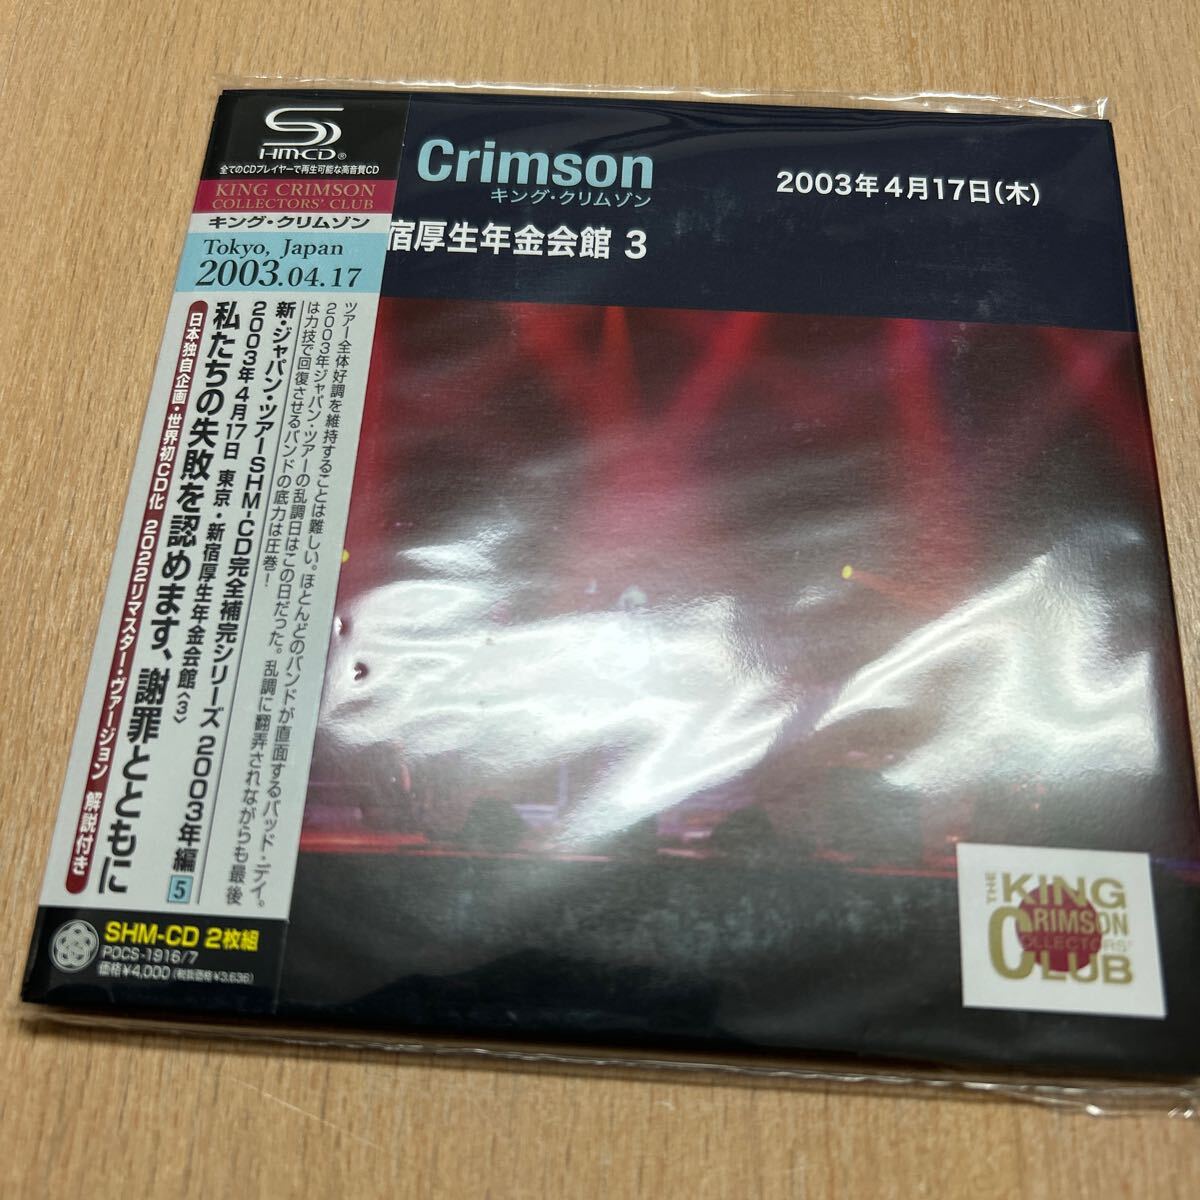 SHM-CD®
全てのCDプレイヤーで再生可能な高音質CD
KING CRIMSON
COLLECTORS' CLUB
キング・クリムゾン
Tokyo, Japan
2003.04.17
ツアー全体好調を維持することは難しい。ほとんどのバンドが直面するバッド・デイ。
2003年ジャパン・ツアーの乱調日はこの日だった。乱調に翻弄されながらも最後
は力技で回復させるバンドの底力は圧巻！
新・ジャパン・ツアーSHM-CD完全補完シリーズ 2003年編 5
2003年4月17日 東京・新宿厚生年金会館〈3〉
私たちの失敗を認めます、謝罪とともに
日本独自企画・世界初CD化 2022リマスター・ヴァージョン 解説付き
SHM-CD 2枚組
PDCS-1916/7
価格¥4,000 (税抜価格¥3,636)
Crimson
キング・クリムゾン
2003年4月17日(木)
宿厚生年金会館 3
THE KING
CRIMSON
COLLECTORS'
CLUB